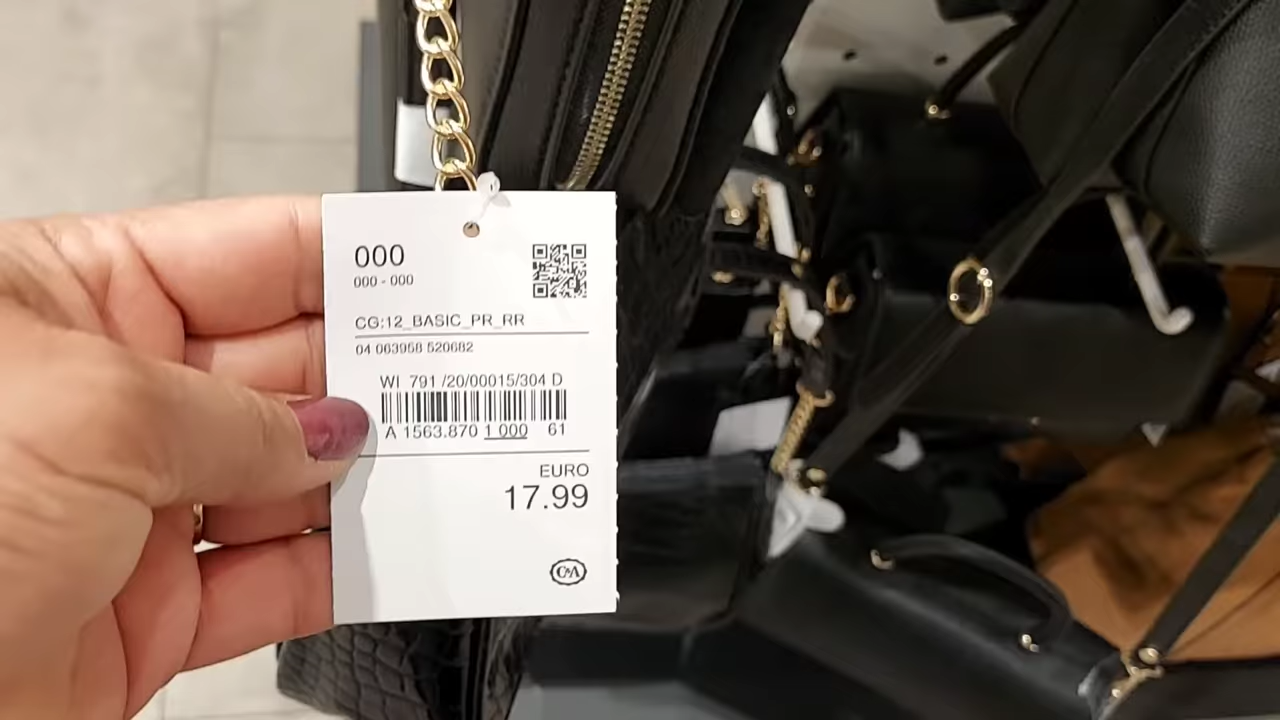 000
000 - 000
CG:12_BASIC_PR_RR
04 063958 520682
WI 791 /20/00015/304 D
A 1563.870 1 000 61
EURO
17.99
C&A